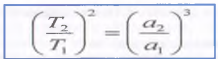 (T₂/T₁)² = (a₂/a₁)³